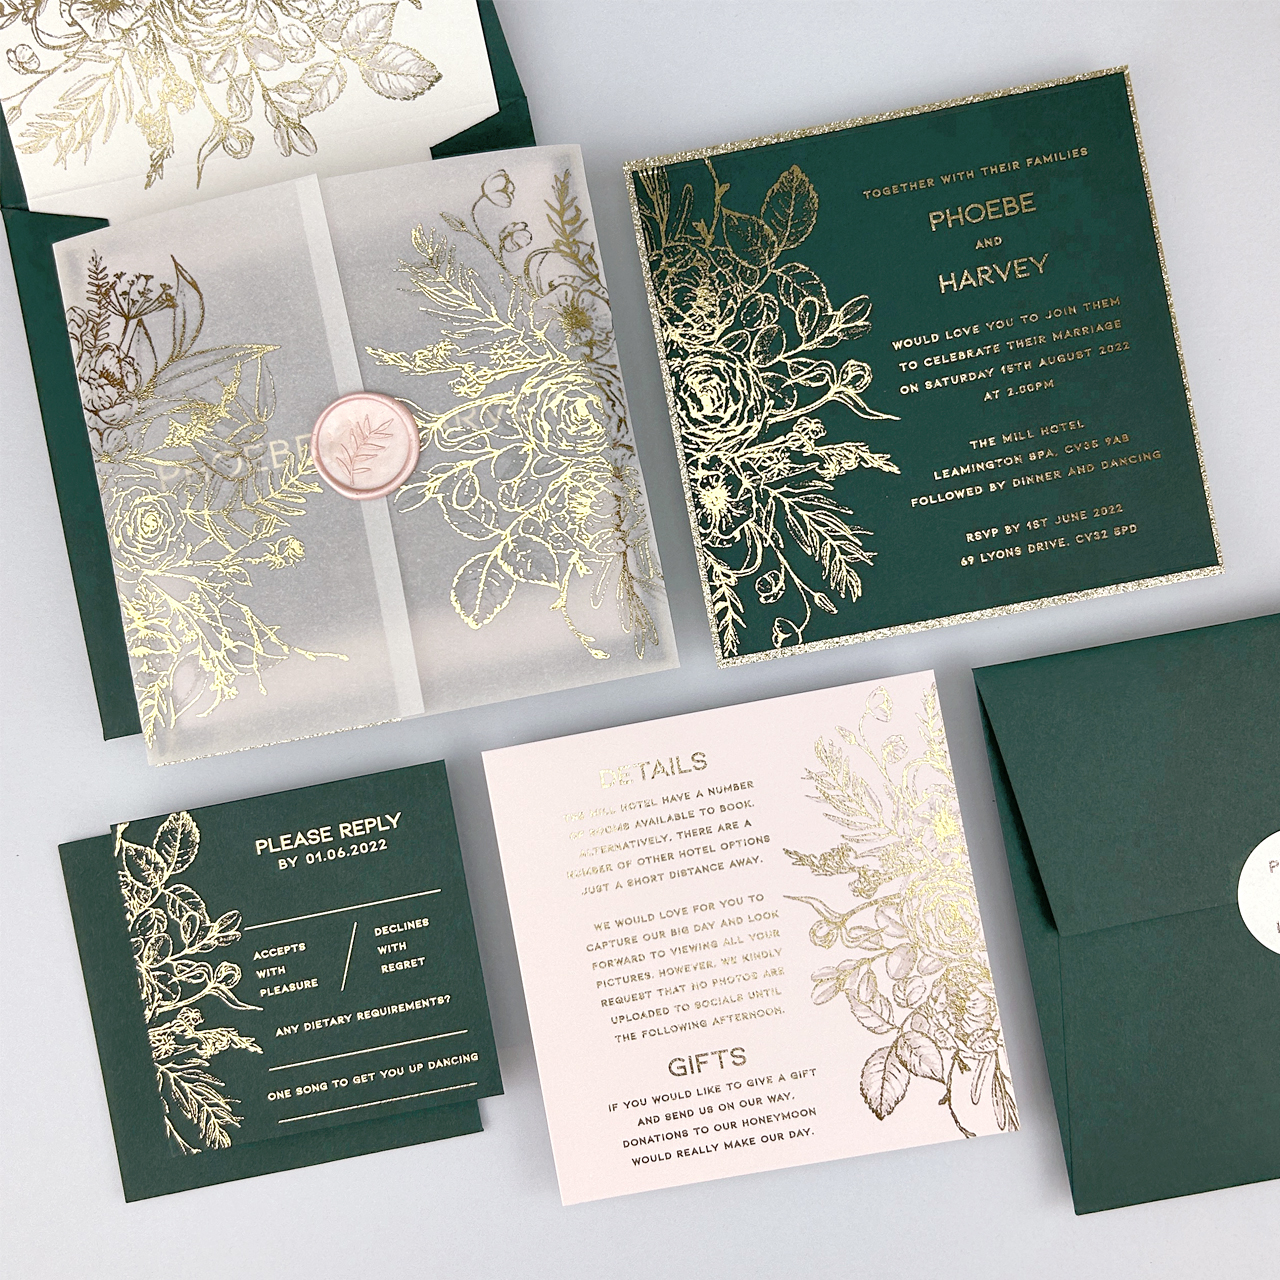 TOGETHER WITH THEIR FAMILIES
PHOEBE
AND
HARVEY
WOULD LOVE YOU TO JOIN THEM
TO CELEBRATE THEIR MARRIAGE
ON SATURDAY 15TH AUGUST 2022
AT 2.00PM
THE MILL HOTEL
LEAMINGTON SPA, CV35 9AB
FOLLOWED BY DINNER AND DANCING
RSVP BY 1ST JUNE 2022
69 LYONS DRIVE, CV32 5PD
PHOEBE
PLEASE REPLY
BY 01.06.2022
ACCEPTS
WITH
PLEASURE
/
DECLINES
WITH
REGRET
ANY DIETARY REQUIREMENTS?
ONE SONG TO GET YOU UP DANCING
DETAILS
THE MILL HOTEL HAVE A NUMBER
OF ROOMS AVAILABLE TO BOOK.
ALTERNATIVELY, THERE ARE A
NUMBER OF OTHER HOTEL OPTIONS
JUST A SHORT DISTANCE AWAY.
WE WOULD LOVE FOR YOU TO
CAPTURE OUR BIG DAY AND LOOK
FORWARD TO VIEWING ALL YOUR
PICTURES. HOWEVER, WE KINDLY
REQUEST THAT NO PHOTOS ARE
UPLOADED TO SOCIALS UNTIL
THE FOLLOWING AFTERNOON.
GIFTS
IF YOU WOULD LIKE TO GIVE A GIFT
AND SEND US ON OUR WAY,
DONATIONS TO OUR HONEYMOON
WOULD REALLY MAKE OUR DAY.